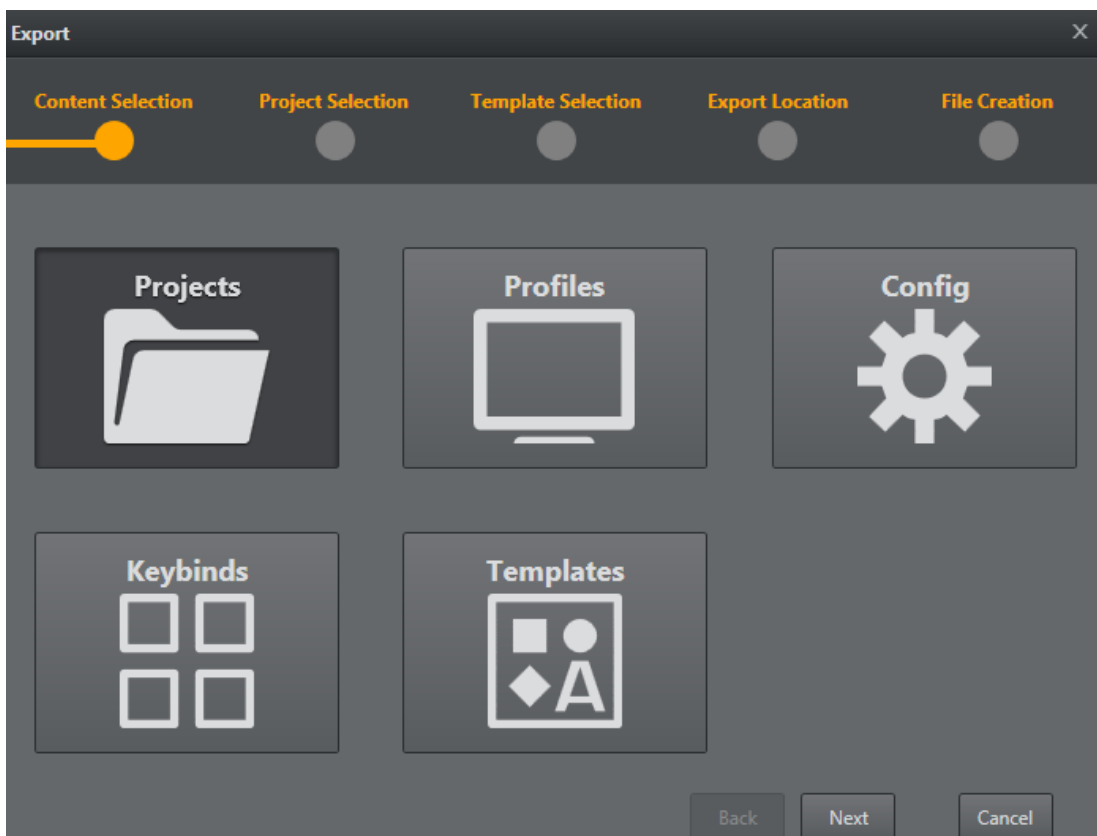 Export X
Content Selection Project Selection Template Selection Export Location File Creation
Projects Profiles Config
Keybinds Templates
A
Back Next Cancel